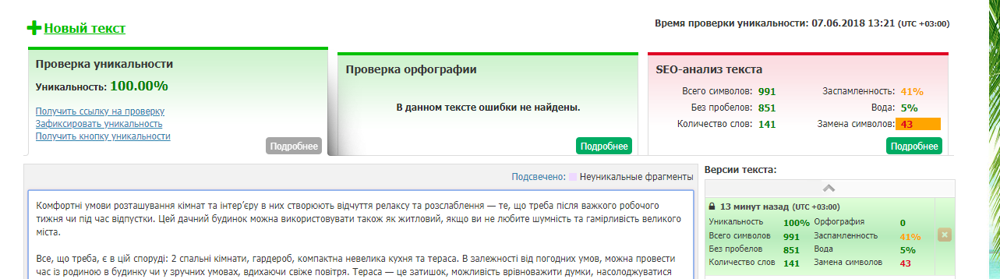 Новый текст
Время проверки уникальности: 07.06.2018 13:21 (UTC +03:00)
Проверка уникальности
Уникальность: 100.00%
Получить ссылку на проверку
Зафиксировать уникальность
Получить кнопку уникальности
Подробнее
Проверка орфографии
В данном тексте ошибки не найдены.
Подробнее
SEO-анализ текста
Всего символов: 991 Заспамленность: 41%
Без пробелов: 851 Вода: 5%
Количество слов: 141 Замена символов: 43
Подробнее
Подсвечено: Неуникальные фрагменты
Комфортні умови розташування кімнат та інтер’єру в них створюють відчуття релаксу та розслаблення — те, що треба після важкого робочого
тижня чи під час відпустки. Цей дачний будинок можна використовувати також як житловий, якщо ви не любите шумність та гамірливість великого
міста.
Все, що треба, є в цій споруді: 2 спальні кімнати, гардероб, компактна невелика кухня та тераса. В залежності від погодних умов, можна провести
час із родиною в будинку чи у зручних умовах, вдихаючи свіже повітря. Тераса — це затишок, можливість врівноважити думки, насолоджуватися
Версии текста:
13 минут назад (UTC +03:00)
Уникальность 100% Орфография 0
Всего символов 991 Заспамленность 41%
Без пробелов 851 Вода 5%
Количество слов 141 Замена символов 43